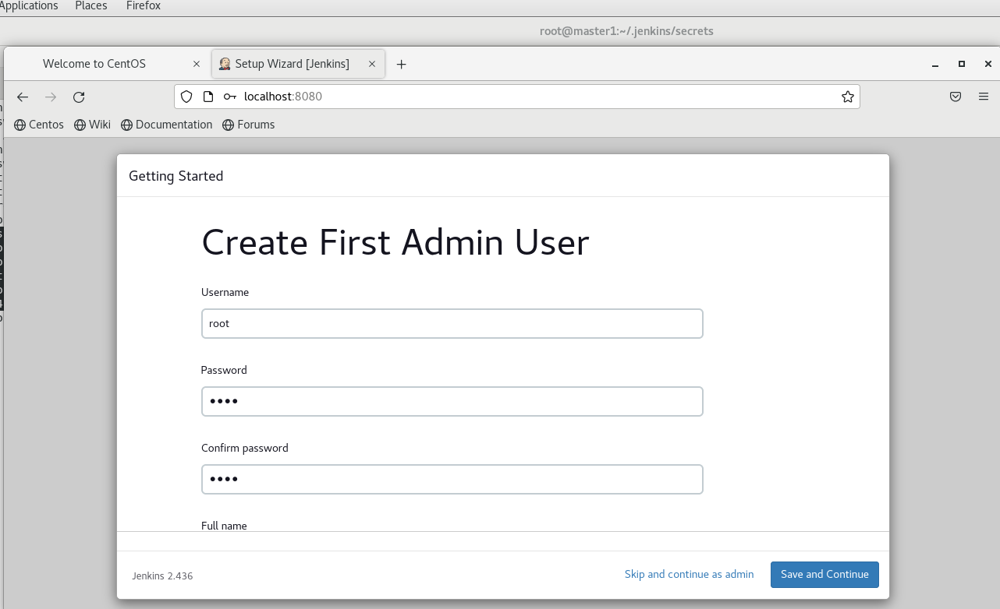 Applications Places Firefox
root@master1:~/.jenkins/secrets
Welcome to CentOS Setup Wizard [Jenkins]
localhost:8080
Centos Wiki Documentation Forums
Getting Started
Create First Admin User
Username
root
Password
••••
Confirm password
••••
Full name
Jenkins 2.436 Skip and continue as admin Save and Continue